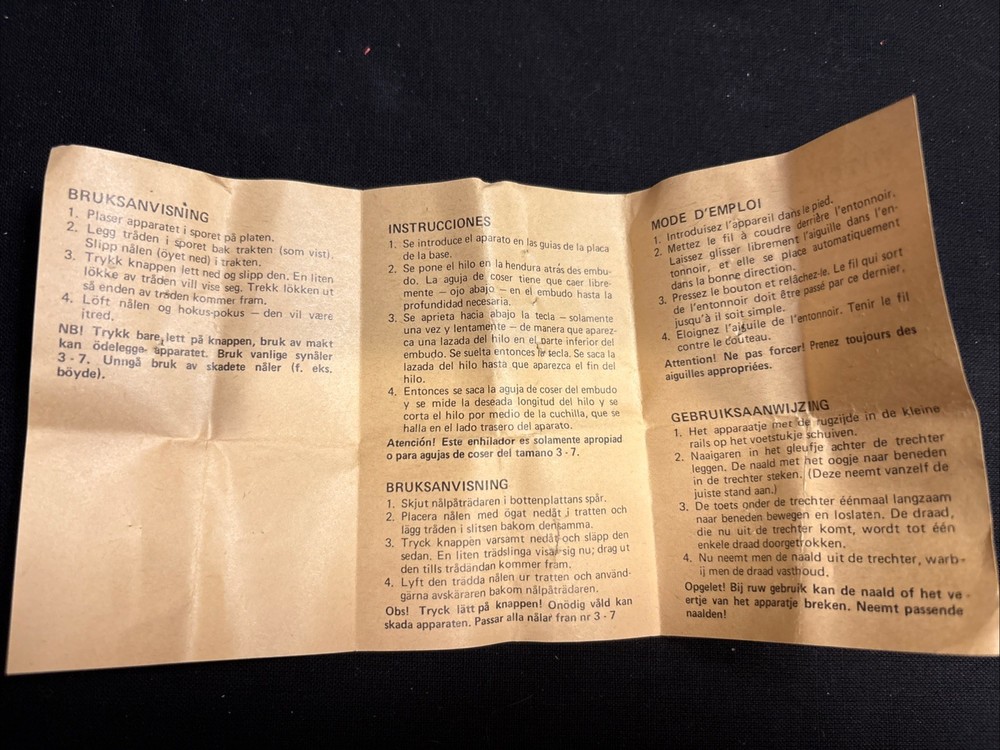 BRUKSANVISNING
1. Plaser apparatet i sporet på platen.
2. Legg tråden i sporet bak trakten (som vist).
Slipp nålen (öyet ned) i trakten.
3. Trykk knappen lett ned og slipp den. En liten
lökke av tråden vill vise seg. Trekk lökken ut
så enden av tråden kommer fram.
4. Löft nålen og hokus-pokus – den vil være
itred.
NB! Trykk bare lett på knappen, bruk av makt
kan ödelegge apparatet. Bruk vanlige synåler
3 - 7. Unngå bruk av skadete nåler (f. eks.
böyde).
INSTRUCCIONES
1. Se introduce el aparato en las guias de la placa
de la base.
2. Se pone el hilo en la hendura atrás des embu-
do. La aguja de coser tiene que caer libre-
mente – ojo abajo – en el embudo hasta la
profundidad necesaria.
3. Se aprieta hacia abajo la tecla – solamente
una vez y lentamente – de manera que aparez-
ca una lazada del hilo en el parte inferior del
embudo. Se suelta entonces la tecla. Se saca la
lazada del hilo hasta que aparezca el fin del
hilo.
4. Entonces se saca la aguja de coser del embudo
y se mide la deseada longitud del hilo y se
corta el hilo por medio de la cuchilla, que se
halla en el lado trasero del aparato.
Atención! Este enhilador es solamente apropiad
o para agujas de coser del tamano 3 - 7.
BRUKSANVISNING
1. Skjut nålpåträdaren i bottenplattans spår.
2. Placera nålen med ögat nedåt i tratten och
lägg tråden i slitsen bakom densamma.
3. Tryck knappen varsamt nedåt och släpp den
sedan. En liten trädslinga visar sig nu; drag ut
den tills trådändan kommer fram.
4. Lyft den trädda nålen ur tratten och använd-
gärna avskäraren bakom nålpåträdaren.
Obs! Tryck lätt på knappen! Onödig våld kan
skada apparaten. Passar alla nålar fran nr 3 - 7
MODE D'EMPLOI
1. Introduisez l'appareil dans le pied.
2. Mettez le fil à coudre derrière l'entonnoir.
Laissez glisser librement l'aiguille dans l'en-
tonnoir, et elle se place automatiquement
dans la bonne direction.
3. Pressez le bouton et relâchez-le. Le fil qui sort
de l'entonnoir doit être passé par ce dernier,
jusqu'à il soit simple.
4. Eloignez l'aiguile de l'entonnoir. Tenir le fil
contre le couteau.
Attention! Ne pas forcer! Prenez toujours des
aiguilles appropriées.
GEBRUIKSAANWIJZING
1. Het apparaatje met de rugzijde in de kleine
rails op het voetstukje schuiven.
2. Naaigaren in het gleufje achter de trechter
leggen. De naald met het oogje naar beneden
in de trechter steken. (Deze neemt vanzelf de
juiste stand aan.)
3. De toets onder de trechter éénmaal langzaam
naar beneden bewegen en loslaten. De draad,
die nu uit de trechter komt, wordt tot één
enkele draad doorgetrokken.
4. Nu neemt men de naald uit de trechter, warb-
ij men de draad vasthoud.
Opgelet! Bij ruw gebruik kan de naald of het ve -
ertje van het apparatje breken. Neemt passende
naalden!